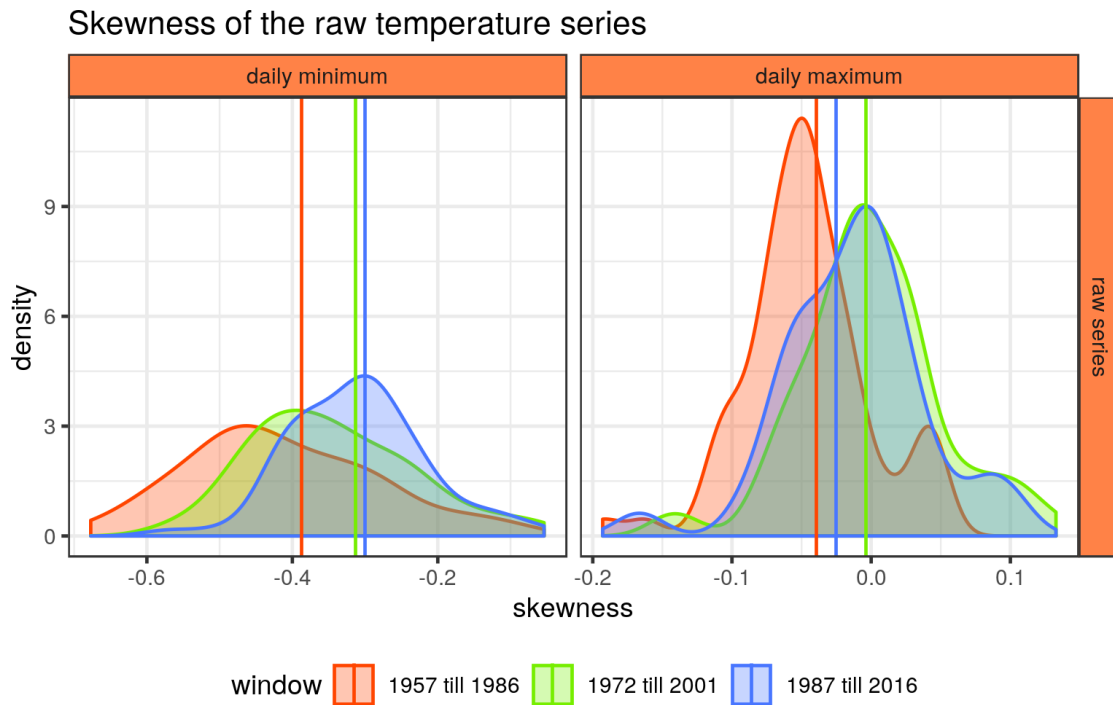 Skewness of the raw temperature series
daily minimum
daily maximum
raw series
density
9
6
3
0
-0.6
-0.4
-0.2
-0.2
-0.1
0.0
0.1
skewness
window
1957 till 1986
1972 till 2001
1987 till 2016